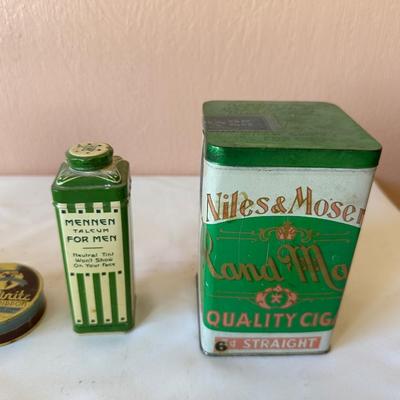 MENNEN
TALCUM
FOR MEN
Neutral Tint
Won't Show
On Your Face
Niles & Moser
QUALITY CIG
6¢ STRAIGHT